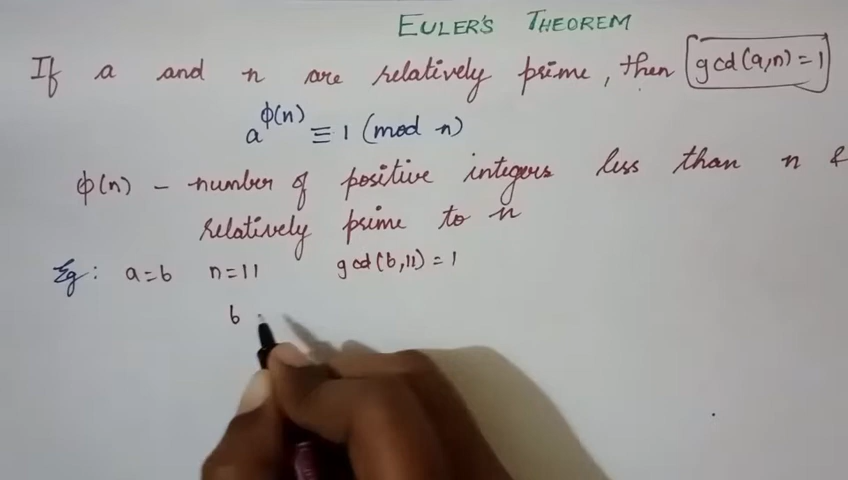 EULER'S THEOREM
If a and n are relatively prime, then gcd(a,n)=1
a^ϕ(n) ≡ 1 (mod n)
ϕ(n) - number of positive integers less than n &
relatively prime to n
Eg: a=6 n=11 gcd(6,11)=1
6